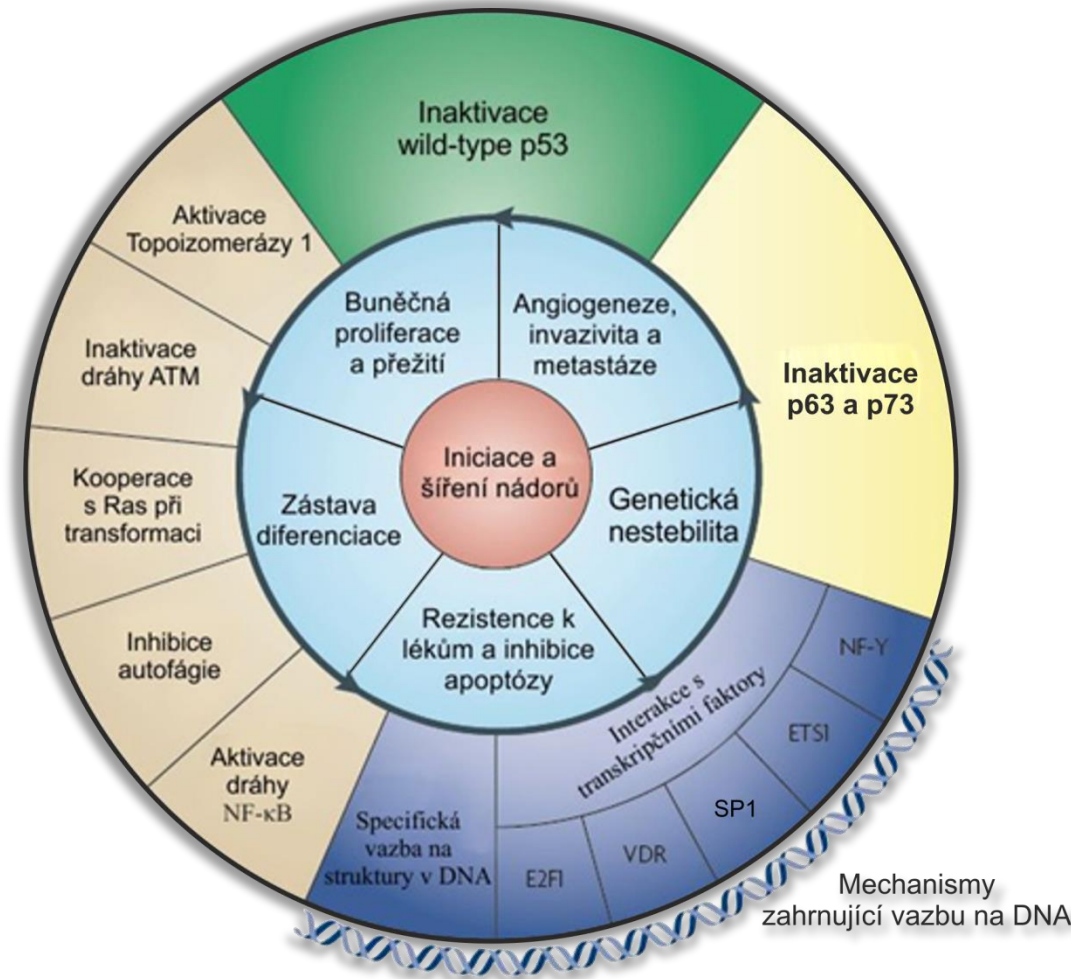 Inaktivace
wild-type p53
Aktivace
Topoizomerázy 1
Buněčná
proliferace
a přežití
Angiogeneze,
invazivita a
metastáze
Inaktivace
dráhy ATM
Inaktivace
p63 a p73
Iniciace a
šíření nádorů
Kooperace
s Ras při
transformaci
Zástava
diferenciace
Genetická
nestebilita
Rezistence k
lékům a inhibice
apoptózy
Inhibice
autofágie
NF-Y
Interakce s
transkripčními faktory
ETS1
Aktivace
dráhy
NF-κB
SP1
Specifická
vazba na
struktury v DNA
VDR
E2F1
Mechanismy
zahrnující vazbu na DNA